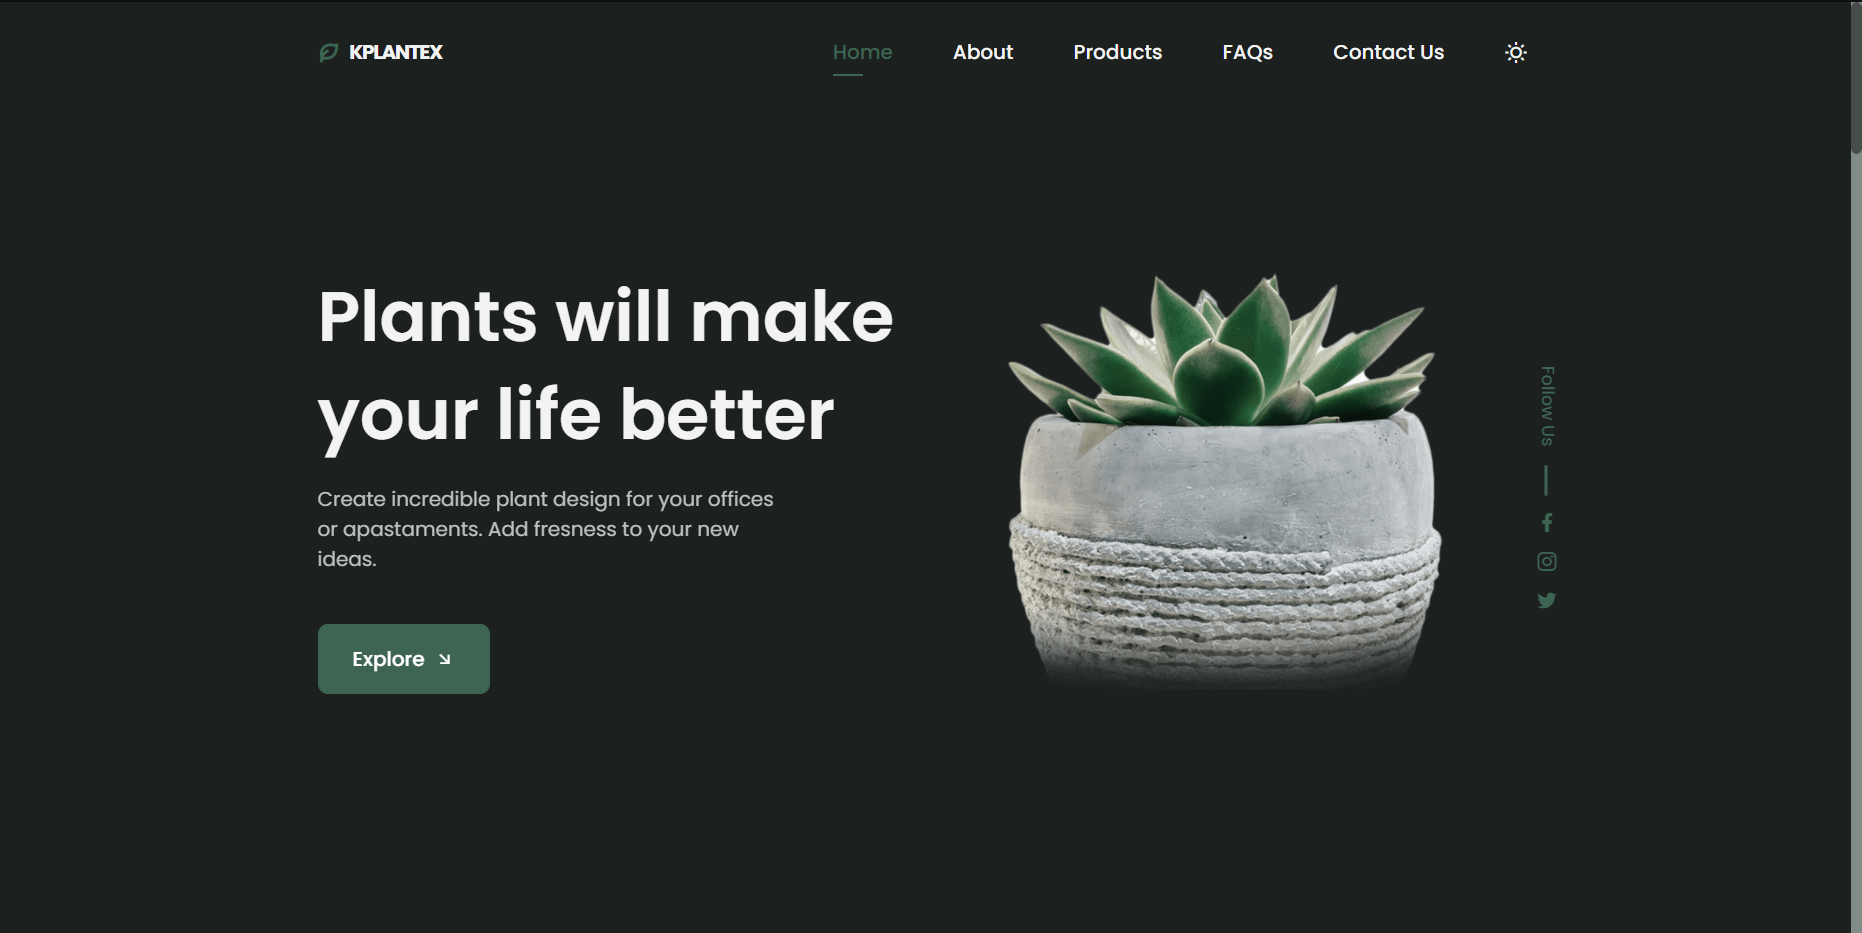 KPLANTEX
Home
About
Products
FAQs
Contact Us
Plants will make
your life better
Create incredible plant design for your offices
or apastaments. Add fresness to your new
ideas.
Explore
Follow Us